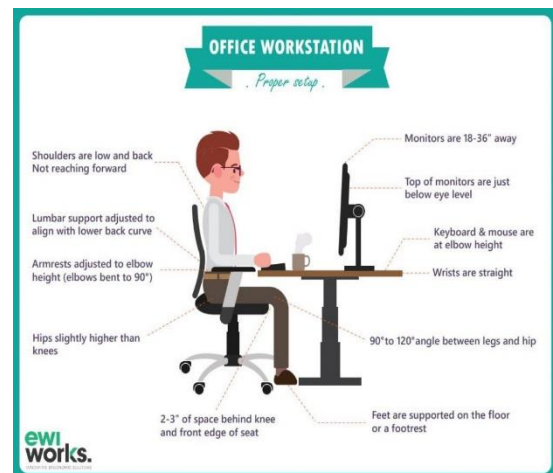 OFFICE WORKSTATION
. Proper setup .
Shoulders are low and back
Not reaching forward
Lumbar support adjusted to
align with lower back curve
Armrests adjusted to elbow
height (elbows bent to 90°)
Hips slightly higher than
knees
2-3" of space behind knee
and front edge of seat
Monitors are 18-36" away
Top of monitors are just
below eye level
Keyboard & mouse are
at elbow height
Wrists are straight
90°to 120°angle between legs and hip
Feet are supported on the floor
or a footrest
ewi
works.